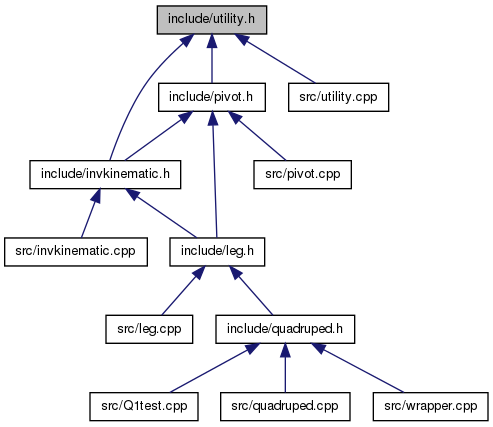 include/utility.h
include/pivot.h
src/utility.cpp
include/invkinematic.h
src/pivot.cpp
src/invkinematic.cpp
include/leg.h
src/leg.cpp
include/quadruped.h
src/Q1test.cpp
src/quadruped.cpp
src/wrapper.cpp